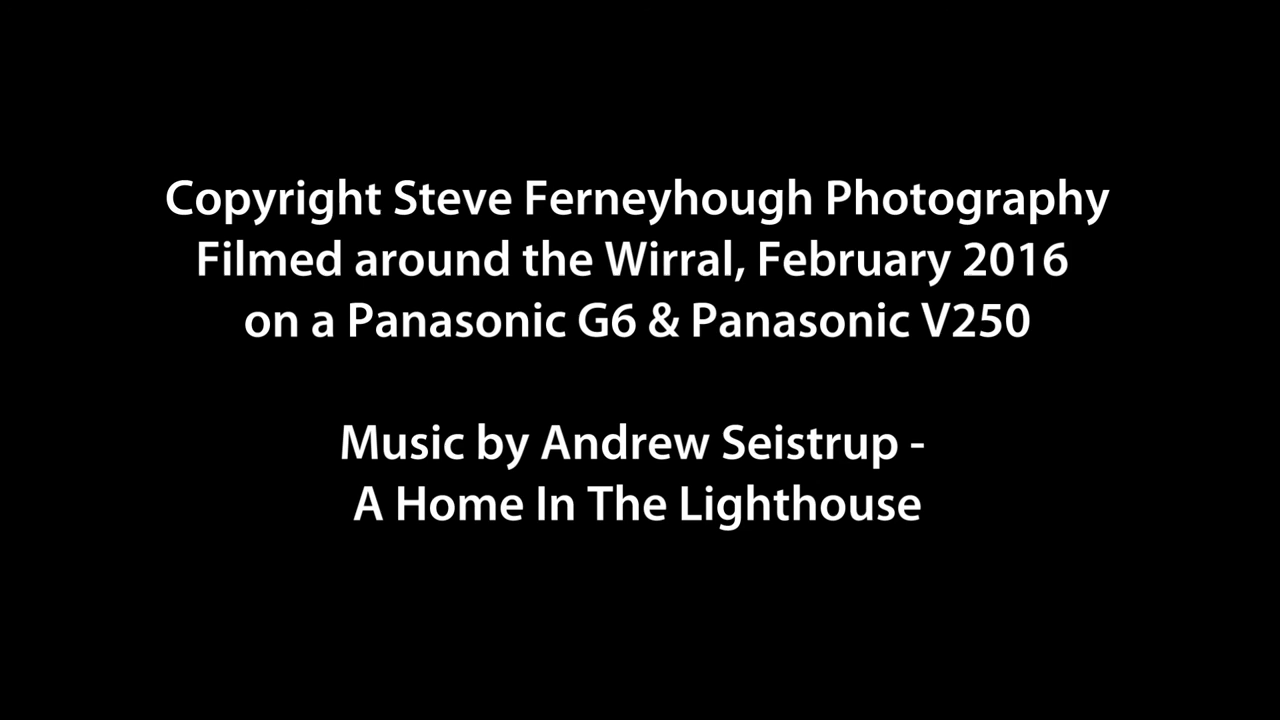 Copyright Steve Ferneyhough Photography
Filmed around the Wirral, February 2016
on a Panasonic G6 & Panasonic V250
Music by Andrew Seistrup -
A Home In The Lighthouse